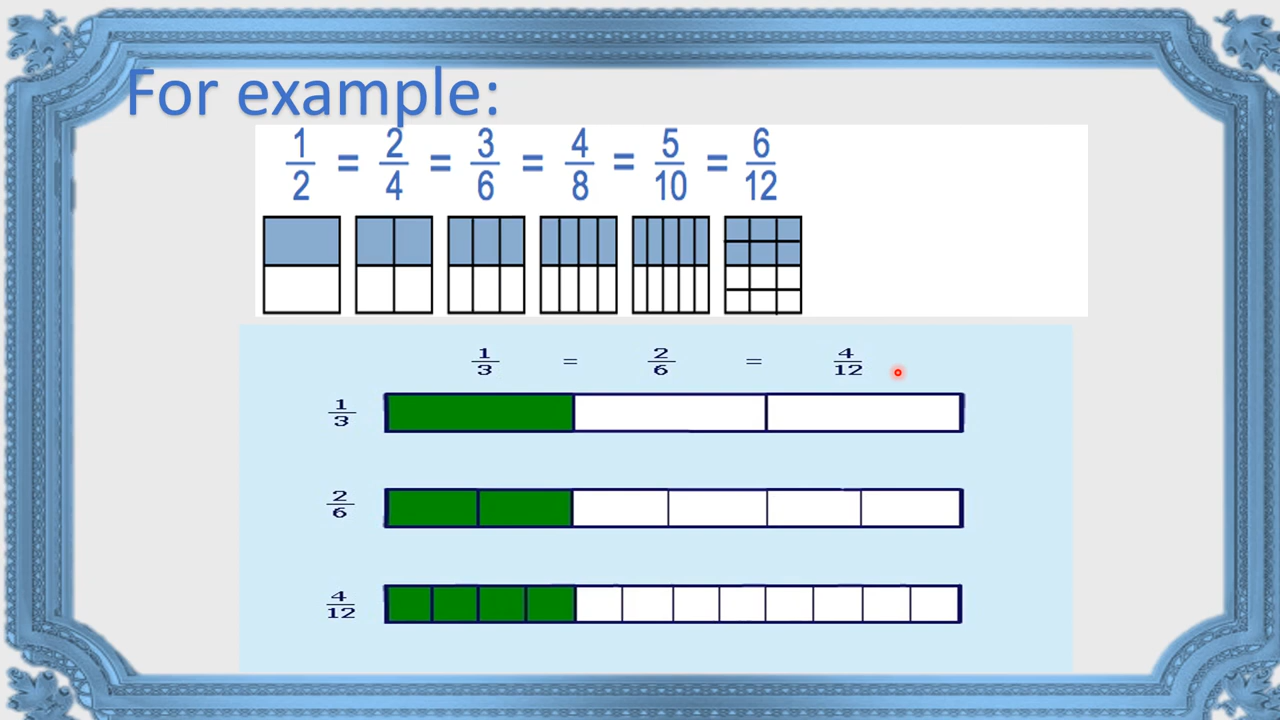 For example:
1/2 = 2/4 = 3/6 = 4/8 = 5/10 = 6/12
1/3 = 2/6 = 4/12
1/3
2/6
4/12